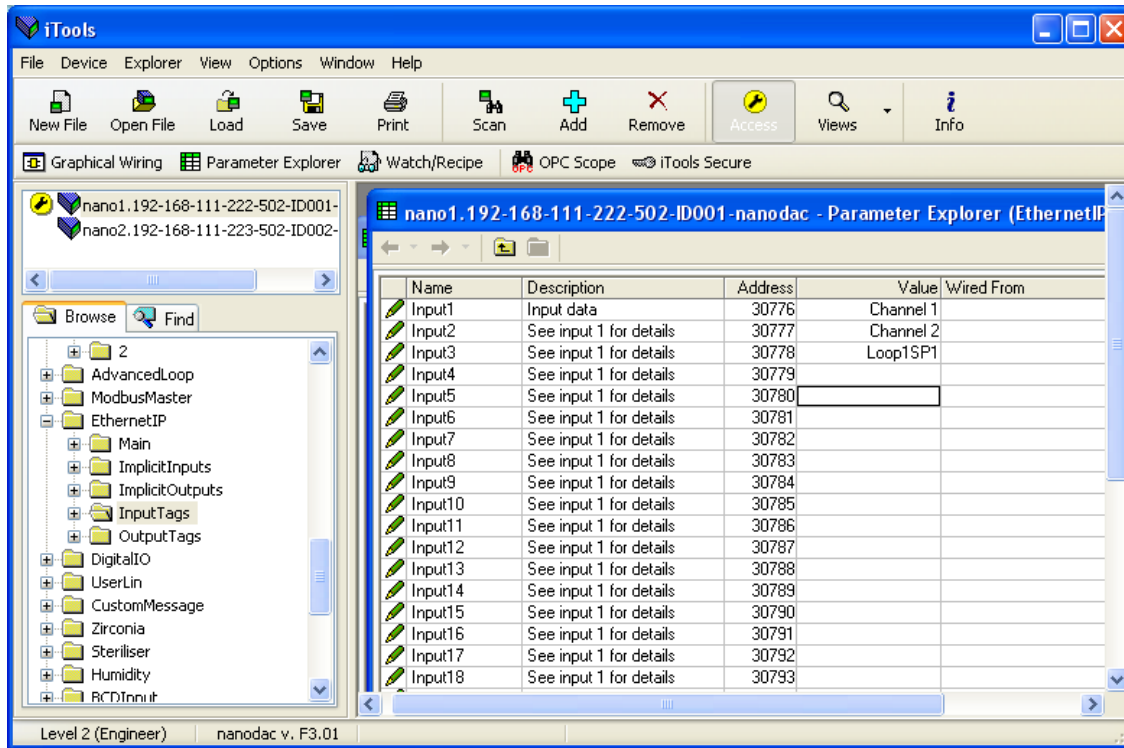 iTools
File Device Explorer View Options Window Help
New File Open File Load Save Print Scan Add Remove Access Views Info
Graphical Wiring Parameter Explorer Watch/Recipe OPC Scope iTools Secure
nano1.192-168-111-222-502-ID001-
nano2.192-168-111-223-502-ID002-
Browse Find
2
AdvancedLoop
ModbusMaster
EthernetIP
Main
ImplicitInputs
ImplicitOutputs
InputTags
OutputTags
DigitalIO
UserLin
CustomMessage
Zirconia
Steriliser
Humidity
BCDInput
nano1.192-168-111-222-502-ID001-nanodac - Parameter Explorer (EthernetIP
Name Description Address Value Wired From
Input1 Input data 30776 Channel 1
Input2 See input 1 for details 30777 Channel 2
Input3 See input 1 for details 30778 Loop1SP1
Input4 See input 1 for details 30779
Input5 See input 1 for details 30780
Input6 See input 1 for details 30781
Input7 See input 1 for details 30782
Input8 See input 1 for details 30783
Input9 See input 1 for details 30784
Input10 See input 1 for details 30785
Input11 See input 1 for details 30786
Input12 See input 1 for details 30787
Input13 See input 1 for details 30788
Input14 See input 1 for details 30789
Input15 See input 1 for details 30790
Input16 See input 1 for details 30791
Input17 See input 1 for details 30792
Input18 See input 1 for details 30793
Level 2 (Engineer) nanodac v. F3.01